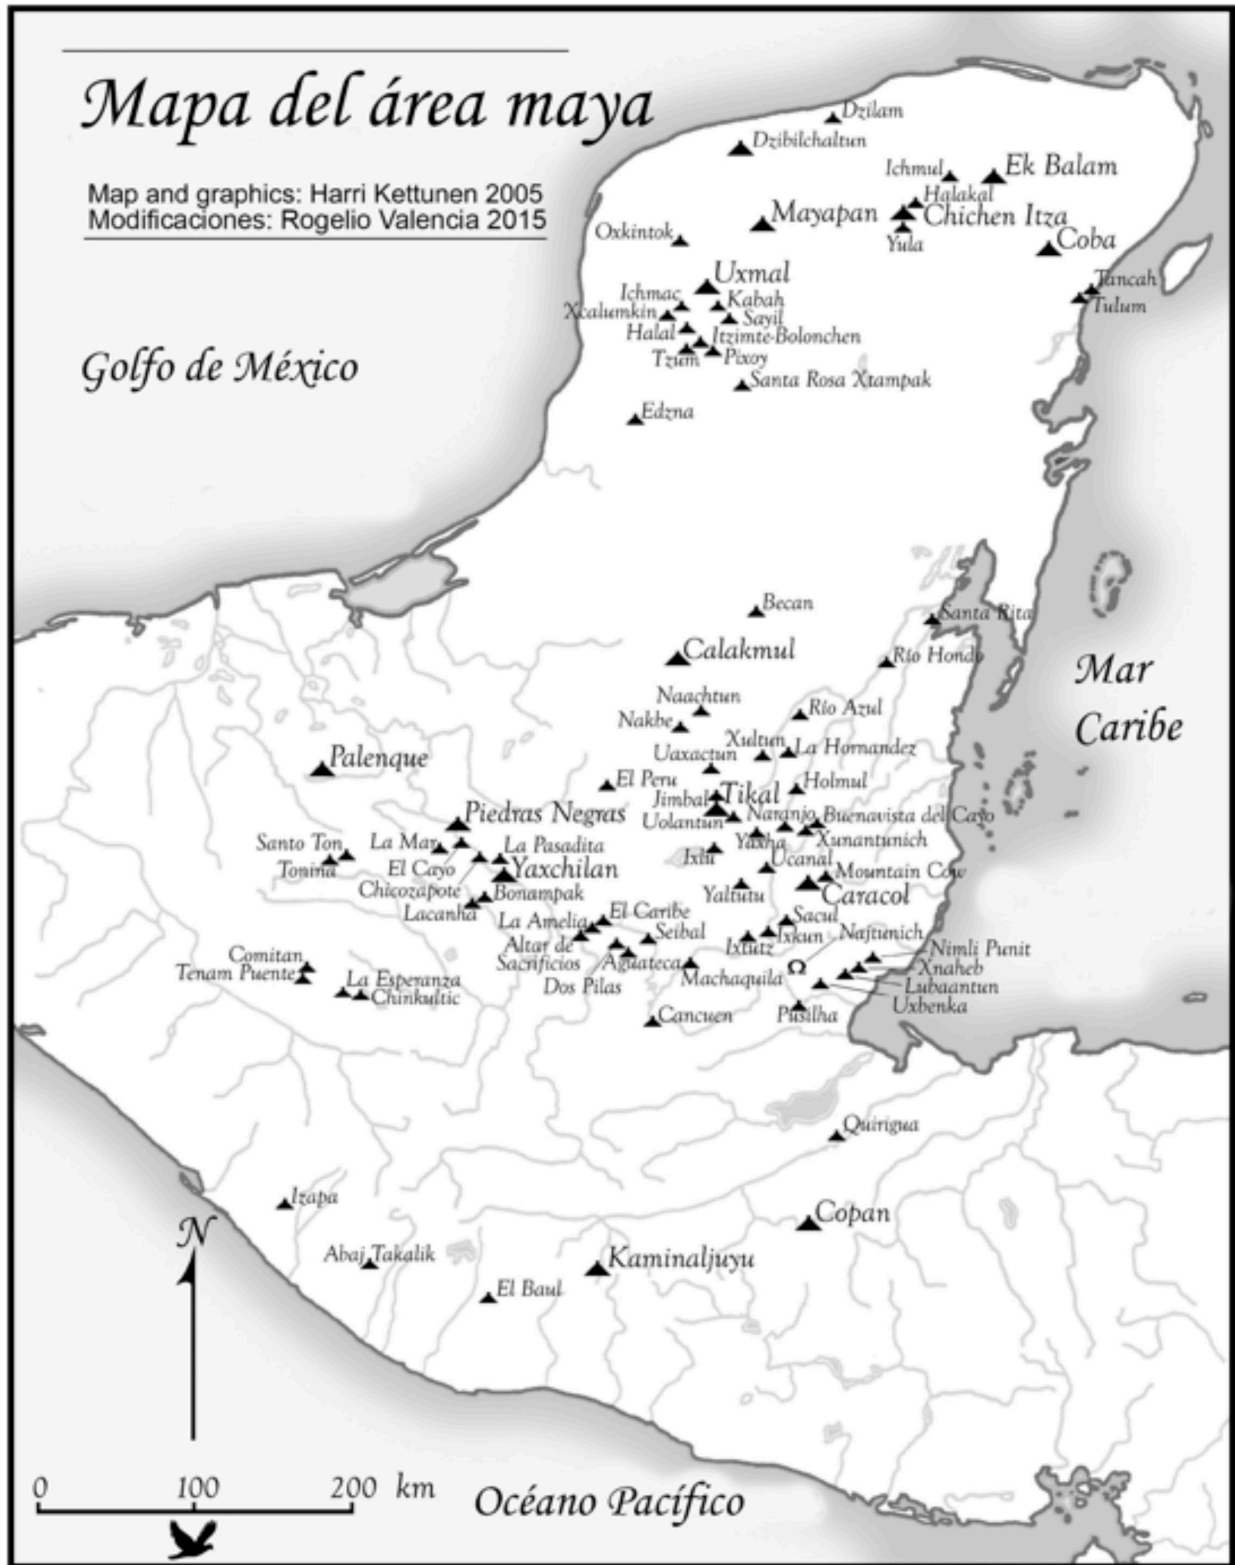 Mapa del área maya
Map and graphics: Harri Kettunen 2005
Modificaciones: Rogelio Valencia 2015
Dzilam
Dzibilchaltun
Ichmul
Ek Balam
Halakal
Mayapan
Chichen Itza
Oxkintok
Yula
Coba
Uxmal
Tancah
Ichmac
Kabah
Tulum
Xcalumkin
Sayil
Halal
Itzimte-Bolonchen
Tzum
Pixoy
Golfo de México
Santa Rosa Xtampak
Edzna
Becan
Santa Rita
Calakmul
Río Hondo
Mar
Caribe
Naachtun
Río Azul
Nakbe
Xultun
La Hornandez
Uaxactun
Palenque
El Peru
Holmul
Jimbal
Tikal
Piedras Negras
Uolantun
Naranjo
Buenavista del Cayo
Santo Ton
La Mar
La Pasadita
Yaxha
Xunantunich
Tonina
El Cayo
Yaxchilan
Ixlu
Ucanal
Mountain Cow
Chicozapote
Bonampak
Yaltutu
Caracol
Lacanha
La Amelia
El Caribe
Sacul
Seibal
Ixtutz
Ixkun
Najtunich
Altar de
Sacrificios
Nimli Punit
Comitan
Aguateca
Xnaheb
Tenam Puente
La Esperanza
Machaquila
Lubaantun
Chinkultic
Dos Pilas
Uxbenka
Cancuen
Pusilha
Quirigua
Izapa
Copan
N
Abaj Takalik
Kaminaljuyu
El Baul
0 100 200 km
Océano Pacífico